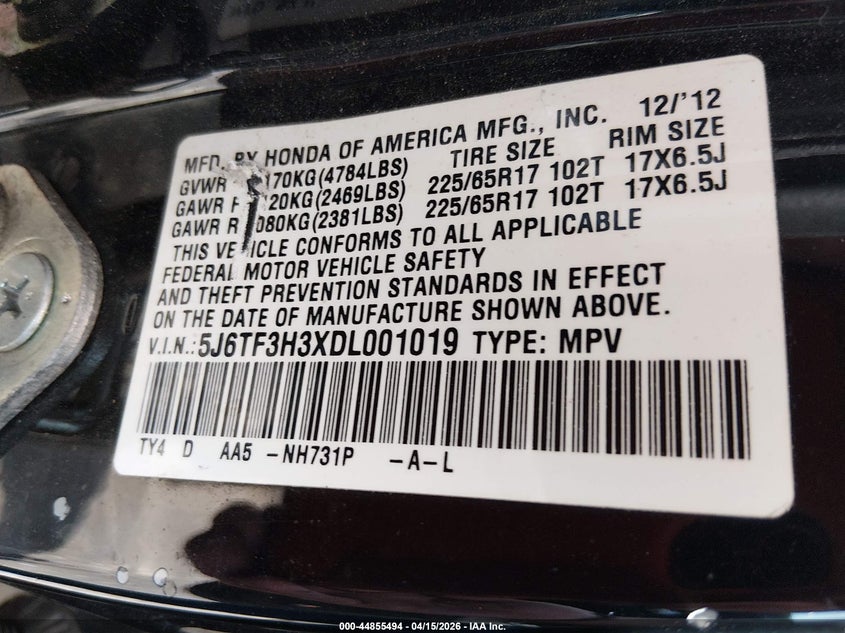 MFD. BY HONDA OF AMERICA MFG., INC. 12/'12
GVWR 170KG(4784LBS) TIRE SIZE RIM SIZE
GAWR F 20KG(2469LBS) 225/65R17 102T 17X6.5J
GAWR R 080KG(2381LBS) 225/65R17 102T 17X6.5J
THIS VEHICLE CONFORMS TO ALL APPLICABLE
FEDERAL MOTOR VEHICLE SAFETY
AND THEFT PREVENTION STANDARDS IN EFFECT
ON THE DATE OF MANUFACTURE SHOWN ABOVE.
V.I.N.:5J6TF3H3XDL001019 TYPE: MPV
TY4 D AA5 -NH731P -A-L
000-44855494 - 04/15/2026 - IAA Inc.